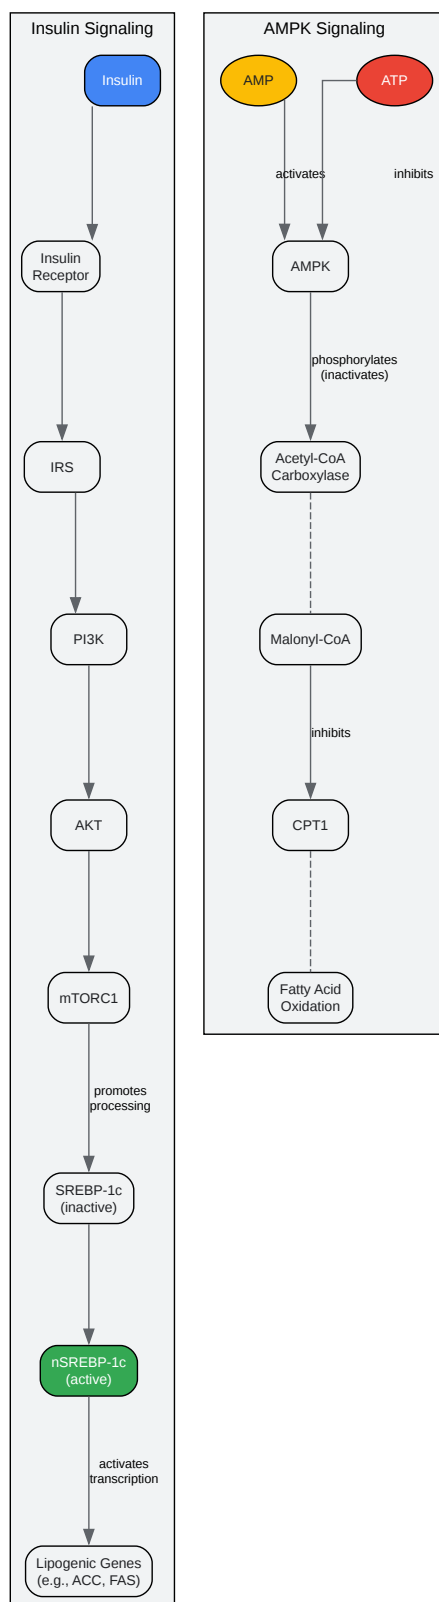 Insulin Signaling
Insulin
Insulin
Receptor
IRS
PI3K
AKT
mTORC1
promotes
processing
SREBP-1c
(inactive)
nSREBP-1c
(active)
activates
transcription
Lipogenic Genes
(e.g., ACC, FAS)
AMPK Signaling
AMP
ATP
activates
inhibits
AMPK
phosphorylates
(inactivates)
Acetyl-CoA
Carboxylase
Malonyl-CoA
inhibits
CPT1
Fatty Acid
Oxidation